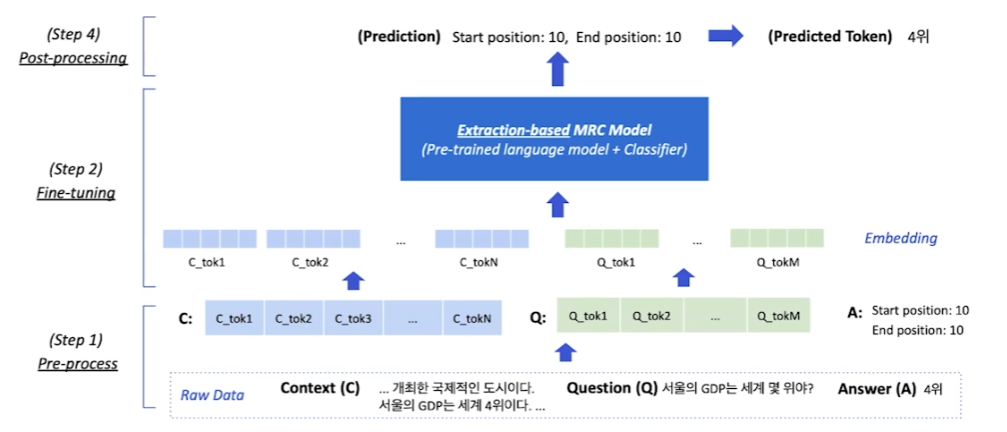 (Step 4)
Post-processing
(Prediction) Start position: 10, End position: 10
(Predicted Token) 4위
(Step 2)
Fine-tuning
Extraction-based MRC Model
(Pre-trained language model + Classifier)
Embedding
C_tok1 C_tok2 ... C_tokN Q_tok1 ... Q_tokM
(Step 1)
Pre-process
C: C_tok1 C_tok2 C_tok3 ... C_tokN
Q: Q_tok1 Q_tok2 ... Q_tokM
A: Start position: 10
End position: 10
Raw Data
Context (C) ... 개최한 국제적인 도시이다.
서울의 GDP는 세계 4위이다. ...
Question (Q) 서울의 GDP는 세계 몇 위야?
Answer (A) 4위